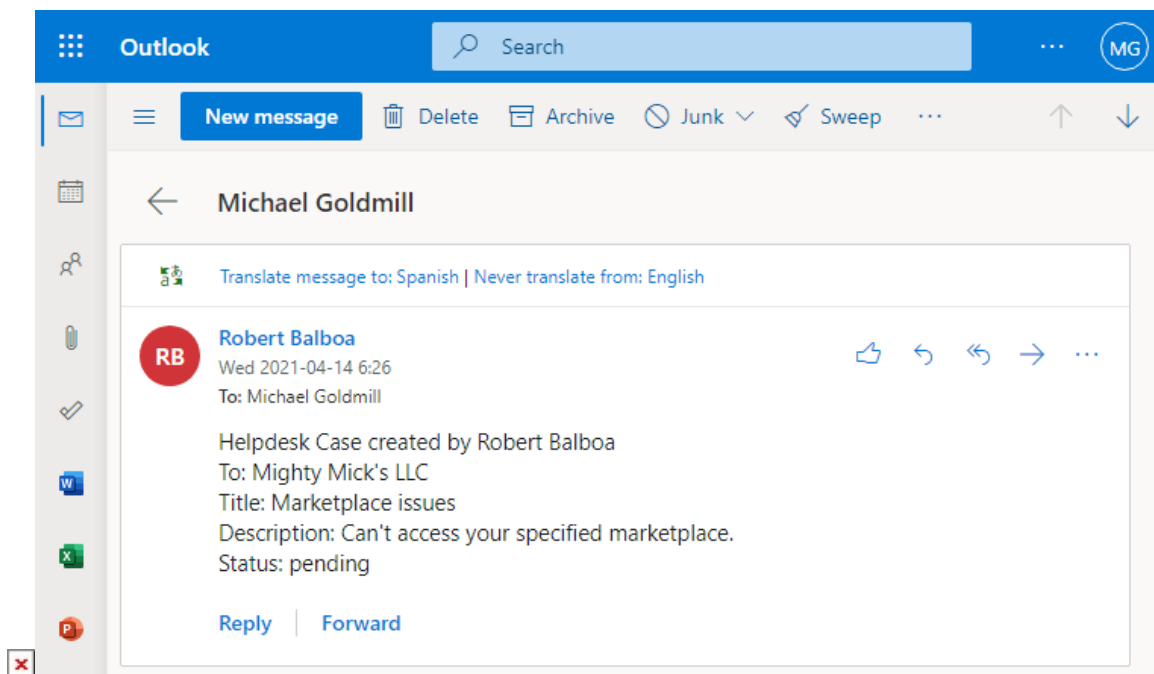 Outlook
Search
MG
New message
Delete
Archive
Junk
Sweep
Michael Goldmill
Translate message to: Spanish | Never translate from: English
RB
Robert Balboa
Wed 2021-04-14 6:26
To: Michael Goldmill
Helpdesk Case created by Robert Balboa
To: Mighty Mick's LLC
Title: Marketplace issues
Description: Can't access your specified marketplace.
Status: pending
Reply
Forward